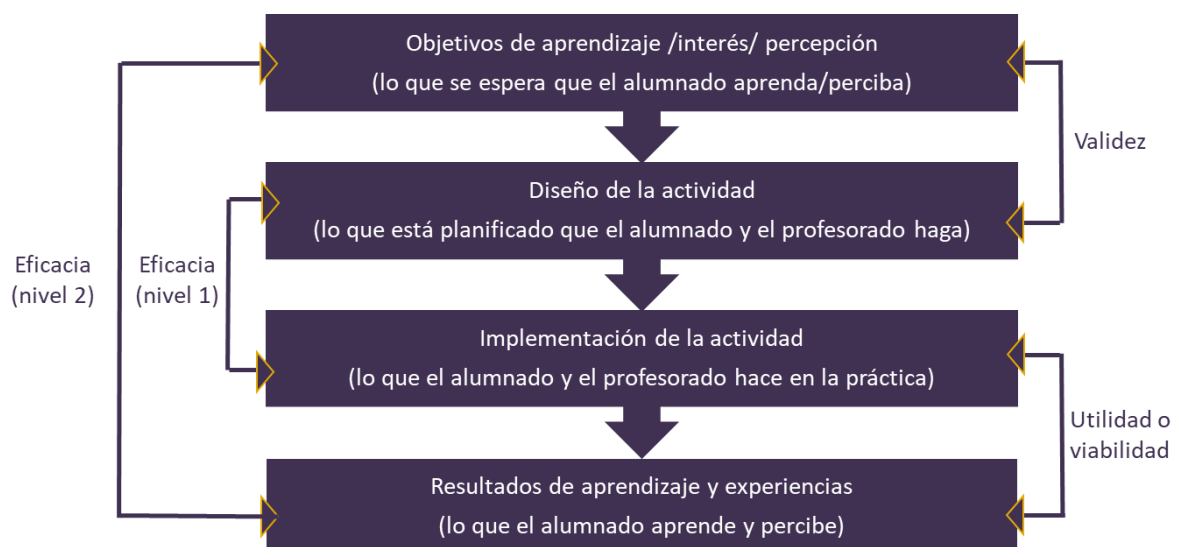 Objetivos de aprendizaje /interés/ percepción
(lo que se espera que el alumnado aprenda/perciba)
Validez
Diseño de la actividad
(lo que está planificado que el alumnado y el profesorado haga)
Eficacia
(nivel 2)
Eficacia
(nivel 1)
Implementación de la actividad
(lo que el alumnado y el profesorado hace en la práctica)
Utilidad o
viabilidad
Resultados de aprendizaje y experiencias
(lo que el alumnado aprende y percibe)